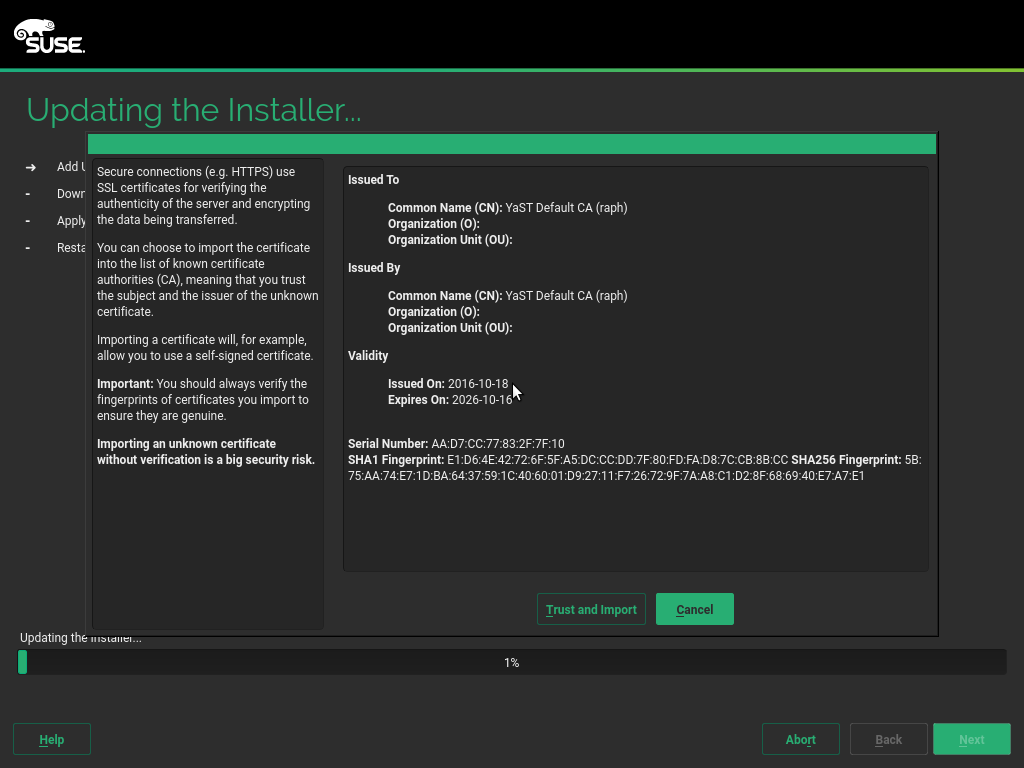 SUSE.
Updating the Installer...
Add U
Down
Apply
Resta
Secure connections (e.g. HTTPS) use
SSL certificates for verifying the
authenticity of the server and encrypting
the data being transferred.
You can choose to import the certificate
into the list of known certificate
authorities (CA), meaning that you trust
the subject and the issuer of the unknown
certificate.
Importing a certificate will, for example,
allow you to use a self-signed certificate.
Important: You should always verify the
fingerprints of certificates you import to
ensure they are genuine.
Importing an unknown certificate
without verification is a big security risk.
Issued To
Common Name (CN): YaST Default CA (raph)
Organization (O):
Organization Unit (OU):
Issued By
Common Name (CN): YaST Default CA (raph)
Organization (O):
Organization Unit (OU):
Validity
Issued On: 2016-10-18
Expires On: 2026-10-16
Serial Number: AA:D7:CC:77:83:2F:7F:10
SHA1 Fingerprint: E1:D6:4E:42:72:6F:5F:A5:DC:CC:DD:7F:80:FD:FA:D8:7C:CB:8B:CC SHA256 Fingerprint: 5B:
75:AA:74:E7:1D:BA:64:37:59:1C:40:60:01:D9:27:11:F7:26:72:9F:7A:A8:C1:D2:8F:68:69:40:E7:A7:E1
Trust and Import
Cancel
Updating the Installer...
1%
Help
Abort
Back
Next